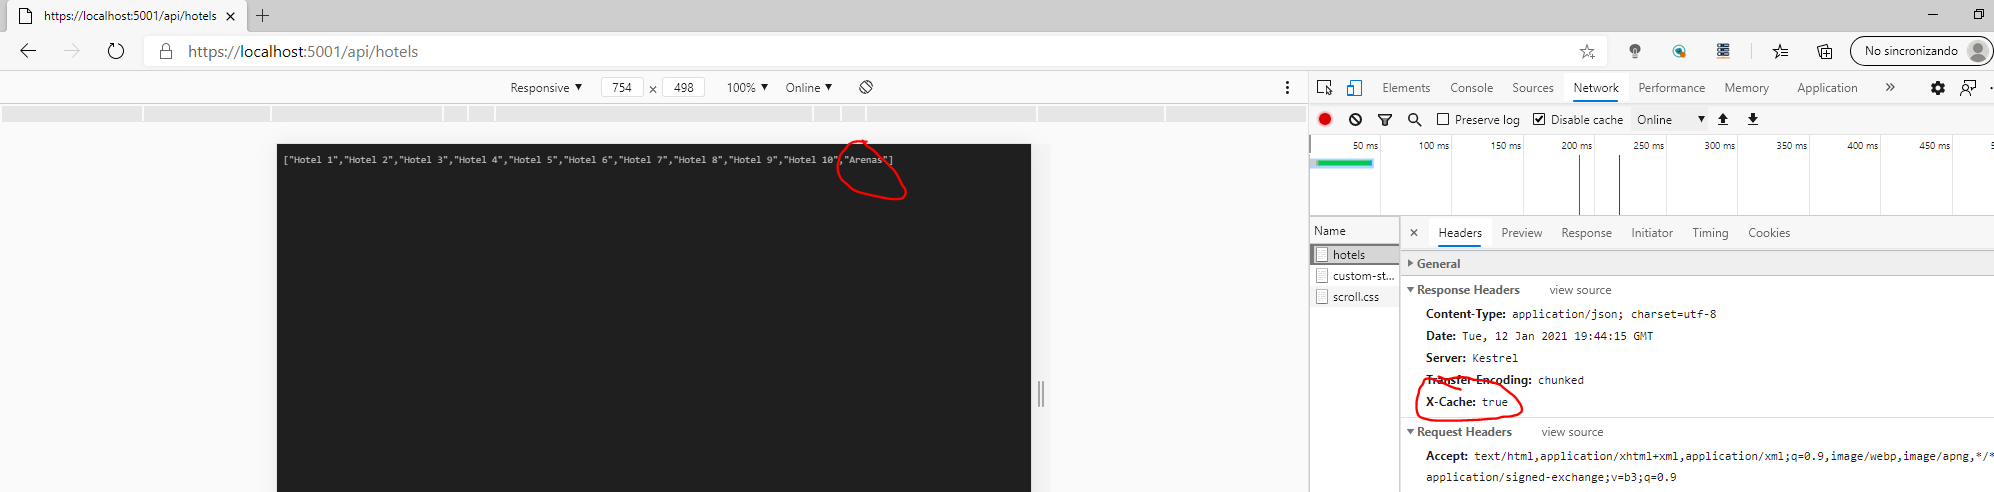 https://localhost:5001/api/hotels
https://localhost:5001/api/hotels
No sincronizando
Responsive 754 × 498 100% Online
["Hotel 1","Hotel 2","Hotel 3","Hotel 4","Hotel 5","Hotel 6","Hotel 7","Hotel 8","Hotel 9","Hotel 10","Arenas"]
Elements Console Sources Network Performance Memory Application
Preserve log Disable cache Online
50 ms 100 ms 150 ms 200 ms 250 ms 300 ms 350 ms 400 ms 450 ms
Name
hotels
custom-st...
scroll.css
Headers Preview Response Initiator Timing Cookies
General
Response Headers view source
Content-Type: application/json; charset=utf-8
Date: Tue, 12 Jan 2021 19:44:15 GMT
Server: Kestrel
Transfer-Encoding: chunked
X-Cache: true
Request Headers view source
Accept: text/html,application/xhtml+xml,application/xml;q=0.9,image/webp,image/apng,*/*
application/signed-exchange;v=b3;q=0.9